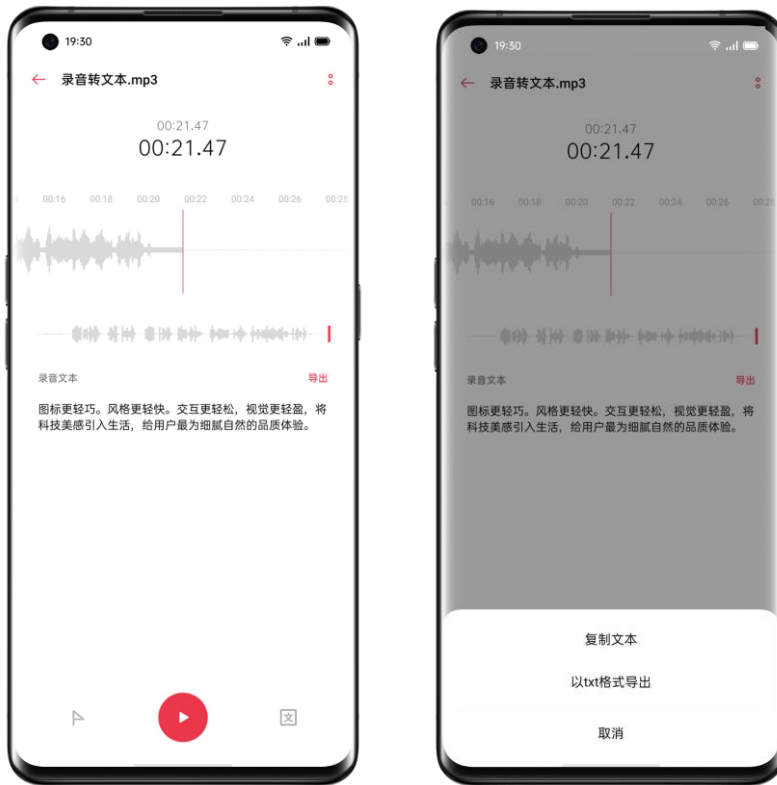 19:30
录音转文本.mp3
00:21.47
00:21.47
00:16 00:18 00:20 00:22 00:24 00:26 00:28
录音文本 导出
图标更轻巧。风格更轻快。交互更轻松，视觉更轻盈，将
科技美感引入生活，给用户最为细腻自然的品质体验。
文
19:30
录音转文本.mp3
00:21.47
00:21.47
00:16 00:18 00:20 00:22 00:24 00:26 00:28
录音文本 导出
图标更轻巧。风格更轻快。交互更轻松，视觉更轻盈，将
科技美感引入生活，给用户最为细腻自然的品质体验。
复制文本
以txt格式导出
取消